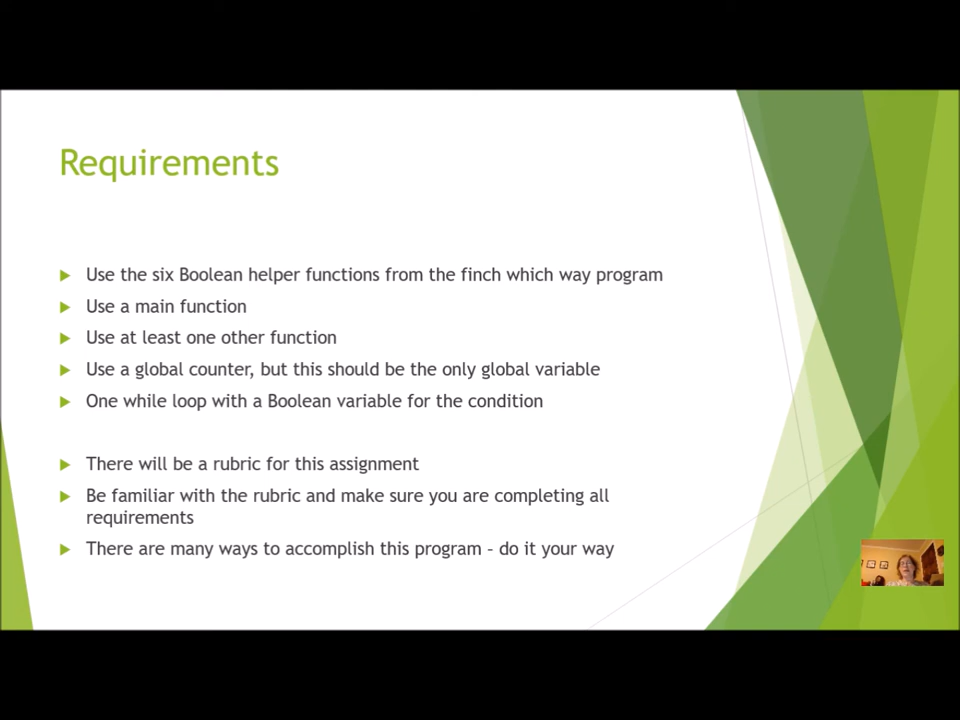 Requirements
Use the six Boolean helper functions from the finch which way program
Use a main function
Use at least one other function
Use a global counter, but this should be the only global variable
One while loop with a Boolean variable for the condition
There will be a rubric for this assignment
Be familiar with the rubric and make sure you are completing all
requirements
There are many ways to accomplish this program – do it your way